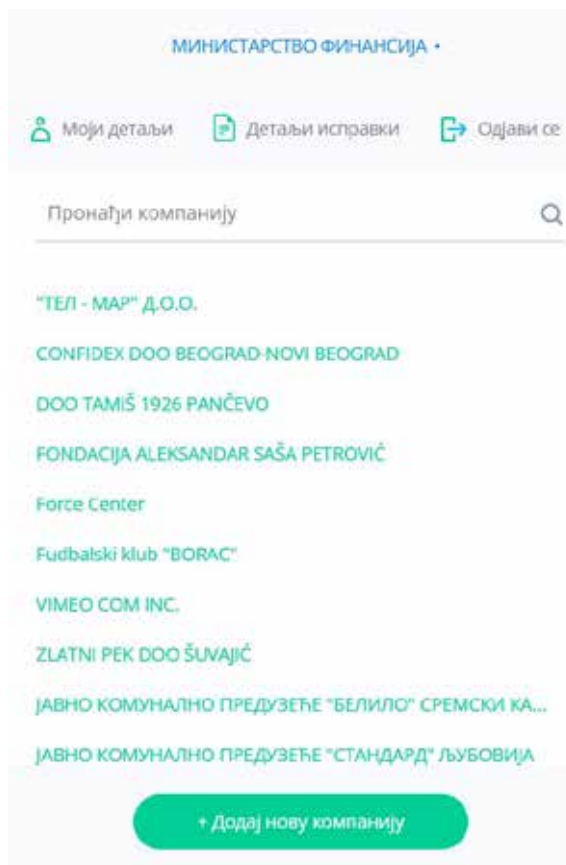 МИНИСТАРСТВО ФИНАНСИЈА •
Моји детаљи Детаљи исправки Одјави се
Пронађи компанију
"ТЕЛ - МАР" Д.О.О.
CONFIDEX DOO BEOGRAD-NOVI BEOGRAD
DOO TAMIŠ 1926 PANČEVO
FONDACIJA ALEKSANDAR SAŠA PETROVIĆ
Force Center
Fudbalski klub "BORAC"
VIMEO COM INC.
ZLATNI PEK DOO ŠUVAJIĆ
ЈАВНО КОМУНАЛНО ПРЕДУЗЕЋЕ "БЕЛИЛО" СРЕМСКИ КА...
ЈАВНО КОМУНАЛНО ПРЕДУЗЕЋЕ "СТАНДАРД" ЉУБОВИЈА
+ Додај нову компанију